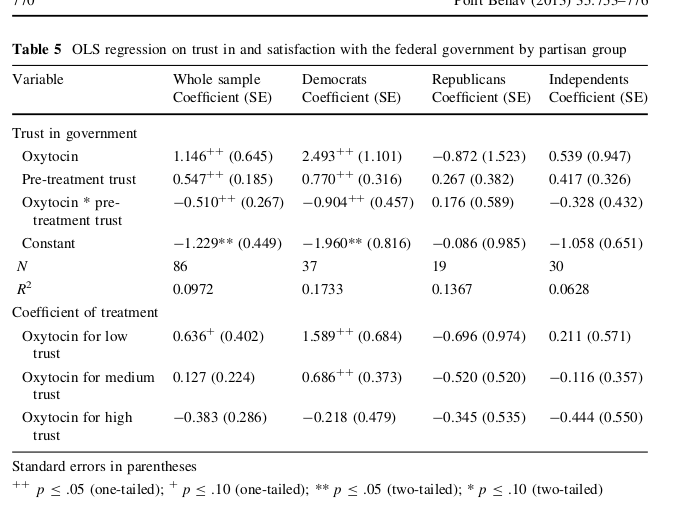 770 Polit Behav (2013) 35:753–776
Table 5 OLS regression on trust in and satisfaction with the federal government by partisan group
Variable Whole sample Democrats Republicans Independents
Coefficient (SE) Coefficient (SE) Coefficient (SE) Coefficient (SE)
Trust in government
Oxytocin 1.146++ (0.645) 2.493++ (1.101) −0.872 (1.523) 0.539 (0.947)
Pre-treatment trust 0.547++ (0.185) 0.770++ (0.316) 0.267 (0.382) 0.417 (0.326)
Oxytocin * pre- −0.510++ (0.267) −0.904++ (0.457) 0.176 (0.589) −0.328 (0.432)
treatment trust
Constant −1.229** (0.449) −1.960** (0.816) −0.086 (0.985) −1.058 (0.651)
N 86 37 19 30
R2 0.0972 0.1733 0.1367 0.0628
Coefficient of treatment
Oxytocin for low 0.636+ (0.402) 1.589++ (0.684) −0.696 (0.974) 0.211 (0.571)
trust
Oxytocin for medium 0.127 (0.224) 0.686++ (0.373) −0.520 (0.520) −0.116 (0.357)
trust
Oxytocin for high −0.383 (0.286) −0.218 (0.479) −0.345 (0.535) −0.444 (0.550)
trust
Standard errors in parentheses
++ p ≤ .05 (one-tailed); + p ≤ .10 (one-tailed); ** p ≤ .05 (two-tailed); * p ≤ .10 (two-tailed)